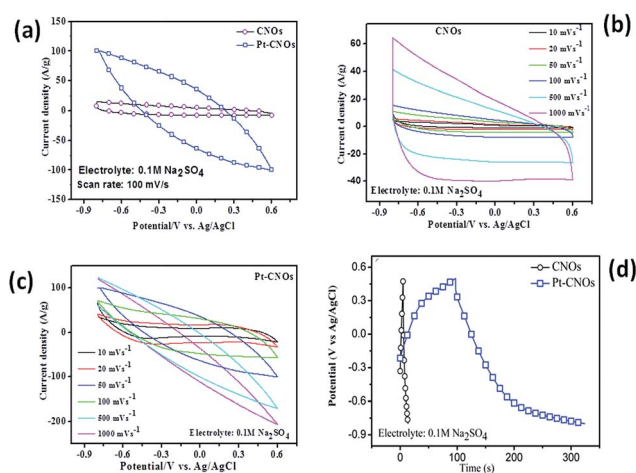 (a)
CNOs
Pt-CNOs
100
75
50
25
0
-25
-50
-75
-100
Current density (A/g)
Electrolyte: 0.1M Na₂SO₄
Scan rate: 100 mV/s
-0.9 -0.6 -0.3 0.0 0.3 0.6
Potential/V vs. Ag/AgCl
(b)
CNOs
10 mVs⁻¹
20 mVs⁻¹
50 mVs⁻¹
100 mVs⁻¹
500 mVs⁻¹
1000 mVs⁻¹
60
40
20
0
-20
-40
Current density (A/g)
Electrolyte: 0.1M Na₂SO₄
-0.9 -0.6 -0.3 0.0 0.3 0.6
Potential/V vs. Ag/AgCl
(c)
Pt-CNOs
100
0
-100
-200
Current density (A/g)
10 mVs⁻¹
20 mVs⁻¹
50 mVs⁻¹
100 mVs⁻¹
500 mVs⁻¹
1000 mVs⁻¹
Electrolyte: 0.1M Na₂SO₄
-0.9 -0.6 -0.3 0.0 0.3 0.6
Potential/V vs. Ag/AgCl
(d)
CNOs
Pt-CNOs
0.6
0.3
0.0
-0.3
-0.6
-0.9
Potential (V vs Ag/AgCl)
Electrolyte: 0.1M Na₂SO₄
0 100 200 300
Time (s)